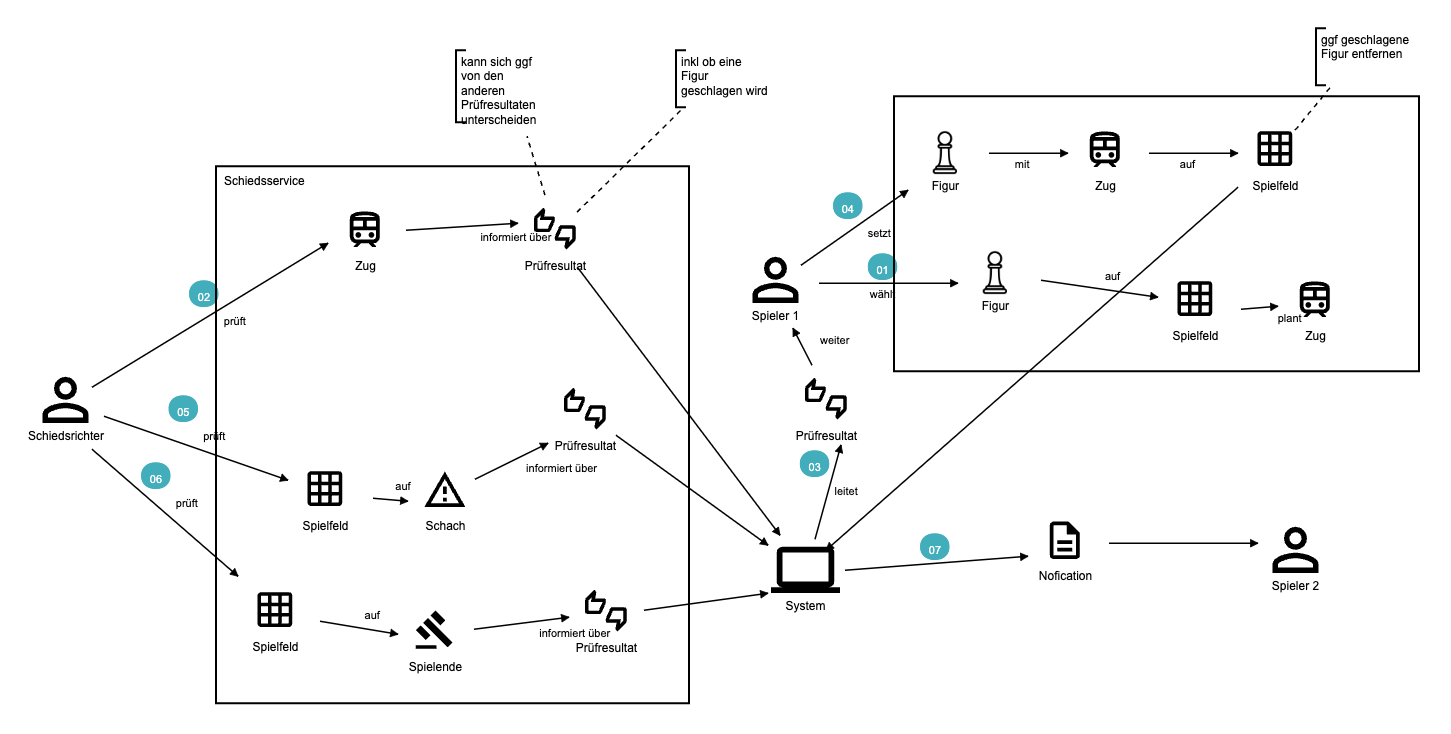 kann sich ggf
von den
anderen
Prüfresultaten
unterscheiden
inkl ob eine
Figur
geschlagen wird
ggf geschlagene
Figur entfernen
Schiedsservice
02
prüft
Zug
informiert über
Prüfresultat
Schiedsrichter
05
prüft
Spielfeld
auf
Schach
informiert über
Prüfresultat
06
prüft
Spielfeld
auf
Spielende
informiert über
Prüfresultat
Spieler 1
04
setzt
Figur
mit
Zug
auf
Spielfeld
01
wählt
Figur
auf
Spielfeld
plant
Zug
weiter
Prüfresultat
03
leitet
System
07
Nofication
Spieler 2